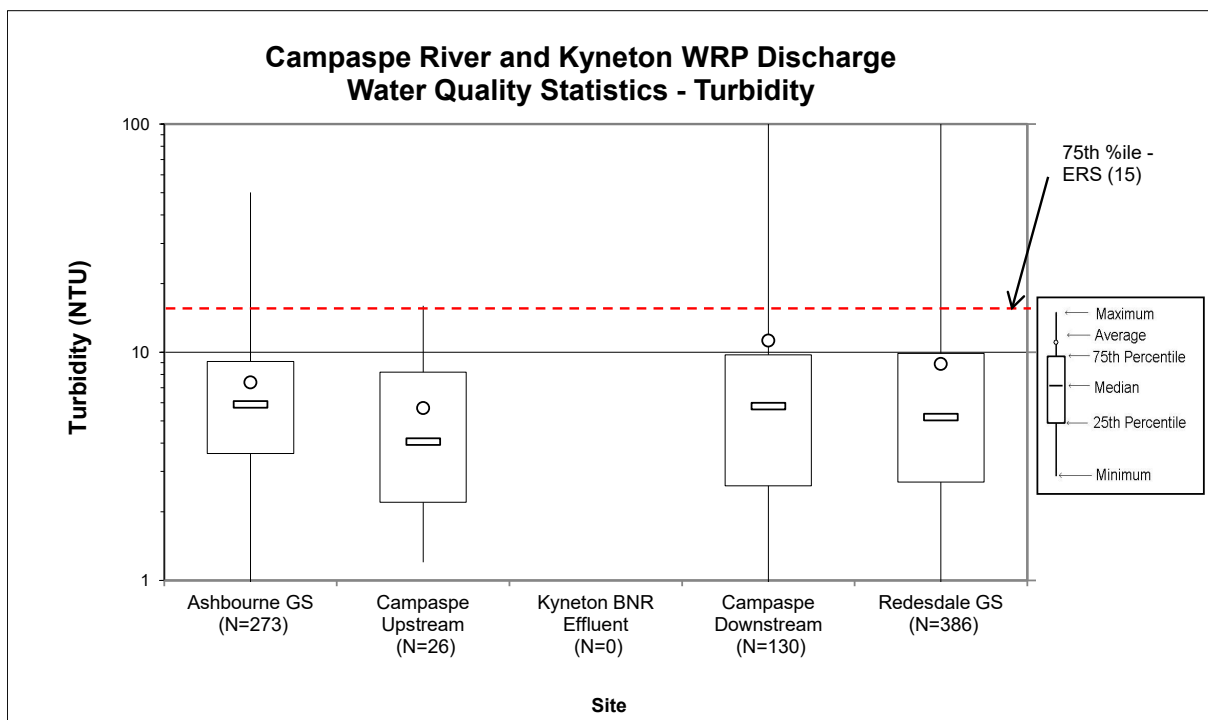 Campaspe River and Kyneton WRP Discharge
Water Quality Statistics - Turbidity
100
10
1
Turbidity (NTU)
75th %ile -
ERS (15)
Maximum
Average
75th Percentile
Median
25th Percentile
Minimum
Ashbourne GS
(N=273)
Campaspe
Upstream
(N=26)
Kyneton BNR
Effluent
(N=0)
Campaspe
Downstream
(N=130)
Redesdale GS
(N=386)
Site